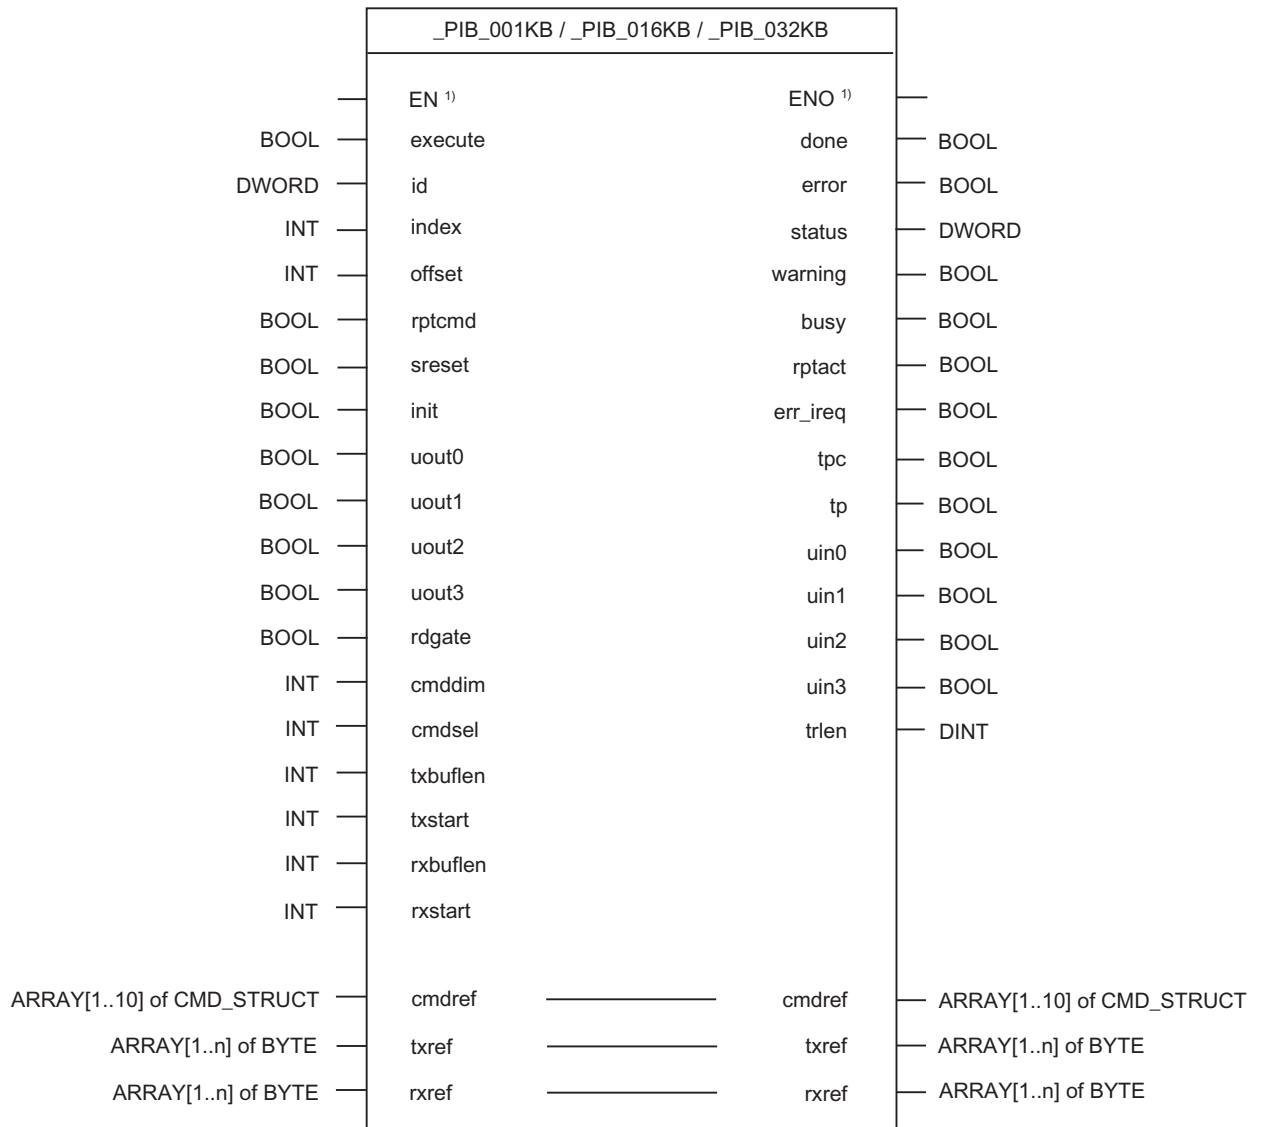 _PIB_001KB / _PIB_016KB / _PIB_032KB
EN 1) ENO 1)
BOOL execute done BOOL
DWORD id error BOOL
INT index status DWORD
INT offset warning BOOL
BOOL rptcmd busy BOOL
BOOL sreset rptact BOOL
BOOL init err_ireq BOOL
BOOL uout0 tpc BOOL
BOOL uout1 tp BOOL
BOOL uout2 uin0 BOOL
BOOL uout3 uin1 BOOL
BOOL rdgate uin2 BOOL
INT cmddim uin3 BOOL
INT cmdsel trlen DINT
INT txbuflen
INT txstart
INT rxbuflen
INT rxstart
ARRAY[1..10] of CMD_STRUCT cmdref cmdref ARRAY[1..10] of CMD_STRUCT
ARRAY[1..n] of BYTE txref txref ARRAY[1..n] of BYTE
ARRAY[1..n] of BYTE rxref rxref ARRAY[1..n] of BYTE